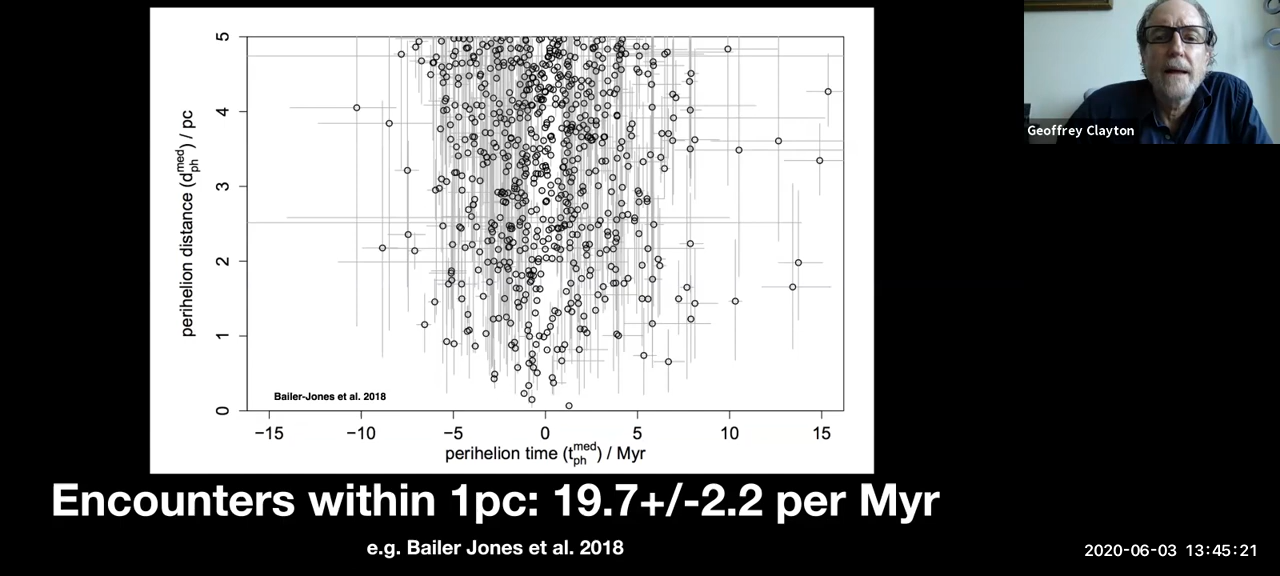 5
4
3
2
1
0
perihelion distance (d_ph^med) / pc
Bailer-Jones et al. 2018
−15 −10 −5 0 5 10 15
perihelion time (t_ph^med) / Myr
Geoffrey Clayton
Encounters within 1pc: 19.7+/-2.2 per Myr
e.g. Bailer Jones et al. 2018
2020-06-03 13:45:21